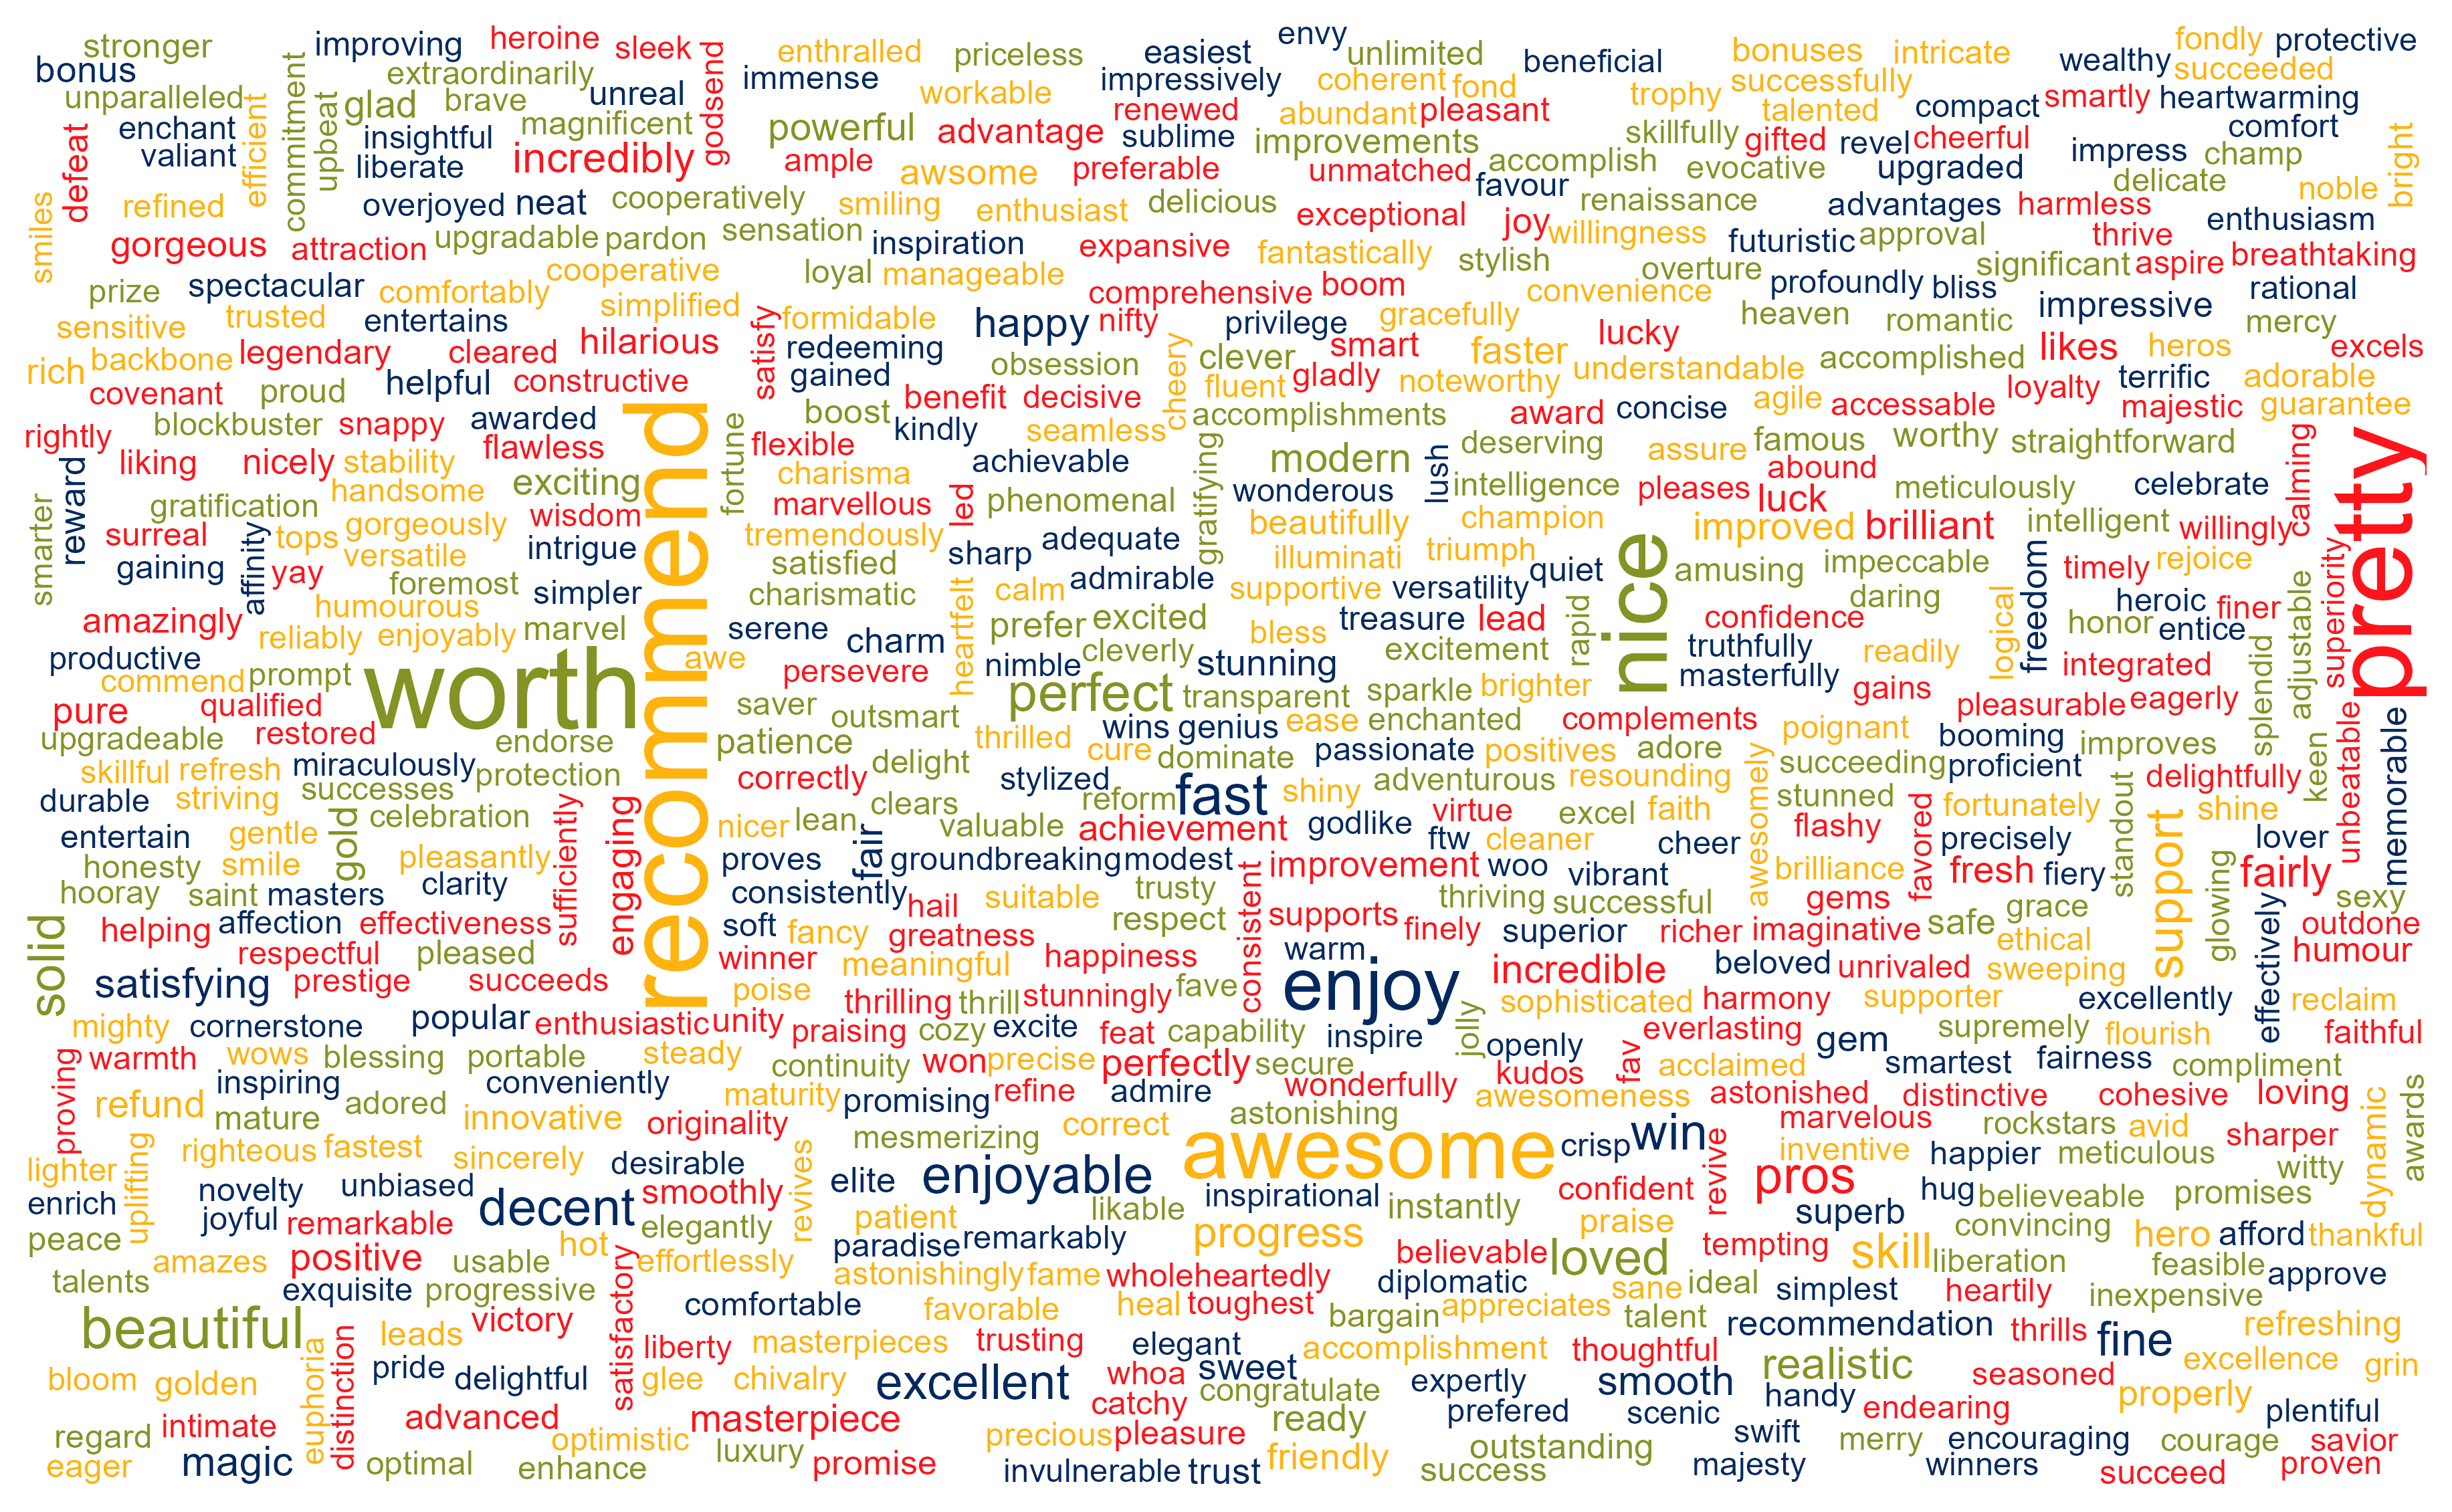 stronger improving heroine sleek godsend enthralled priceless easiest envy unlimited bonuses intricate fondly protective
bonus commitment extraordinarily immense impressively coherent fond beneficial successfully wealthy succeeded
unparalleled efficient upbeat glad brave unreal workable renewed abundant pleasant trophy talented compact smartly heartwarming
defeat enchant insightful magnificent powerful advantage sublime improvements skillfully gifted revel cheerful comfort
valiant liberate incredibly ample awsome preferable unmatched accomplish evocative upgraded impress champ bright
smiles refined overjoyed neat cooperatively smiling enthusiast delicious exceptional favour renaissance advantages harmless delicate noble
gorgeous attraction upgradable pardon sensation inspiration expansive fantastically joy willingness futuristic approval thrive enthusiasm
prize spectacular comfortably cooperative simplified loyal manageable comprehensive boom stylish convenience overture profoundly bliss significant aspire breathtaking
sensitive trusted entertains hilarious satisfy formidable happy nifty privilege gracefully lucky heaven romantic impressive rational mercy
rich backbone legendary cleared redeeming obsession cheery clever smart faster understandable accomplished likes heros excels
covenant proud helpful constructive gained benefit decisive fluent gladly noteworthy agile accessable loyalty terrific adorable
rightly blockbuster snappy awarded recommend fortune boost kindly seamless accomplishments award concise famous worthy majestic guarantee
liking nicely stability flawless flexible achievable gratifying modern deserving assure abound straightforward calming pretty
smarter reward gratification handsome exciting charisma marvellous led phenomenal wonderous lush intelligence pleases luck meticulously celebrate
surreal affinity tops gorgeously wisdom tremendously sharp adequate beautifully champion nice improved brilliant intelligent willingly
gaining yay versatile intrigue satisfied illuminati triumph quiet amusing impeccable freedom timely rejoice superiority
foremost simpler charismatic heartfelt calm admirable supportive versatility daring logical heroic finer adjustable
amazingly humourous reliably enjoyably marvel serene charm prefer excited bless treasure lead rapid confidence truthfully honor entice
productive commend prompt worth awe persevere nimble cleverly stunning excitement masterfully readily integrated splendid
pure qualified saver outsmart perfect transparent sparkle brighter gains pleasurable eagerly
upgradeable restored endorse patience thrilled wins genius ease enchanted complements poignant booming improves keen unbeatable memorable
skillful refresh miraculously protection correctly delight cure dominate passionate positives adore awesomely succeeding proficient delightfully
durable striving successes engaging clears stylized reform fast shiny adventurous resounding stunned favored fortunately standout shine
entertain gentle gold celebration sufficiently nicer lean fair valuable achievement godlike virtue excel faith flashy precisely support lover
honesty smile pleasantly proves groundbreaking modest improvement ftw cleaner woo cheer brilliance fresh fiery glowing fairly
hooray saint masters clarity consistently suitable trusty consistent thriving vibrant successful gems grace sexy
solid helping affection effectiveness soft fancy hail greatness respect supports finely superior richer imaginative safe ethical effectively outdone
respectful pleased winner meaningful happiness warm enjoy incredible beloved unrivaled sweeping humour
satisfying prestige succeeds poise thrilling thrill stunningly fave sophisticated harmony supporter excellently reclaim
mighty cornerstone popular enthusiastic unity praising cozy excite feat capability inspire jolly everlasting supremely flourish faithful
proving warmth wows blessing portable steady continuity won precise perfectly secure openly fav acclaimed gem smartest fairness compliment
inspiring conveniently maturity promising refine admire wonderfully kudos awesomeness astonished distinctive cohesive loving awards
refund mature adored innovative originality mesmerizing correct astonishing awesome crisp win marvelous rockstars avid sharper dynamic
lighter uplifting righteous fastest sincerely desirable revives elite enjoyable revive inventive happier meticulous witty
enrich novelty joyful unbiased decent smoothly patient likable inspirational instantly confident pros superb hug believeable promises
peace remarkable elegantly paradise remarkably progress praise convincing hero afford thankful
talents amazes positive usable hot satisfactory effortlessly astonishingly fame wholeheartedly believable loved tempting skill liberation feasible approve
exquisite progressive comfortable favorable heal toughest diplomatic bargain appreciates sane ideal simplest heartily inexpensive
beautiful euphoria distinction leads victory liberty masterpieces trusting elegant accomplishment talent thoughtful recommendation thrills fine refreshing
bloom golden pride delightful glee chivalry excellent whoa sweet expertly smooth realistic seasoned excellence grin
regard intimate advanced masterpiece catchy congratulate ready prefered scenic handy endearing properly plentiful
eager magic optimal optimistic enhance luxury promise precious pleasure invulnerable trust friendly success outstanding swift majesty merry encouraging winners courage succeed savior proven